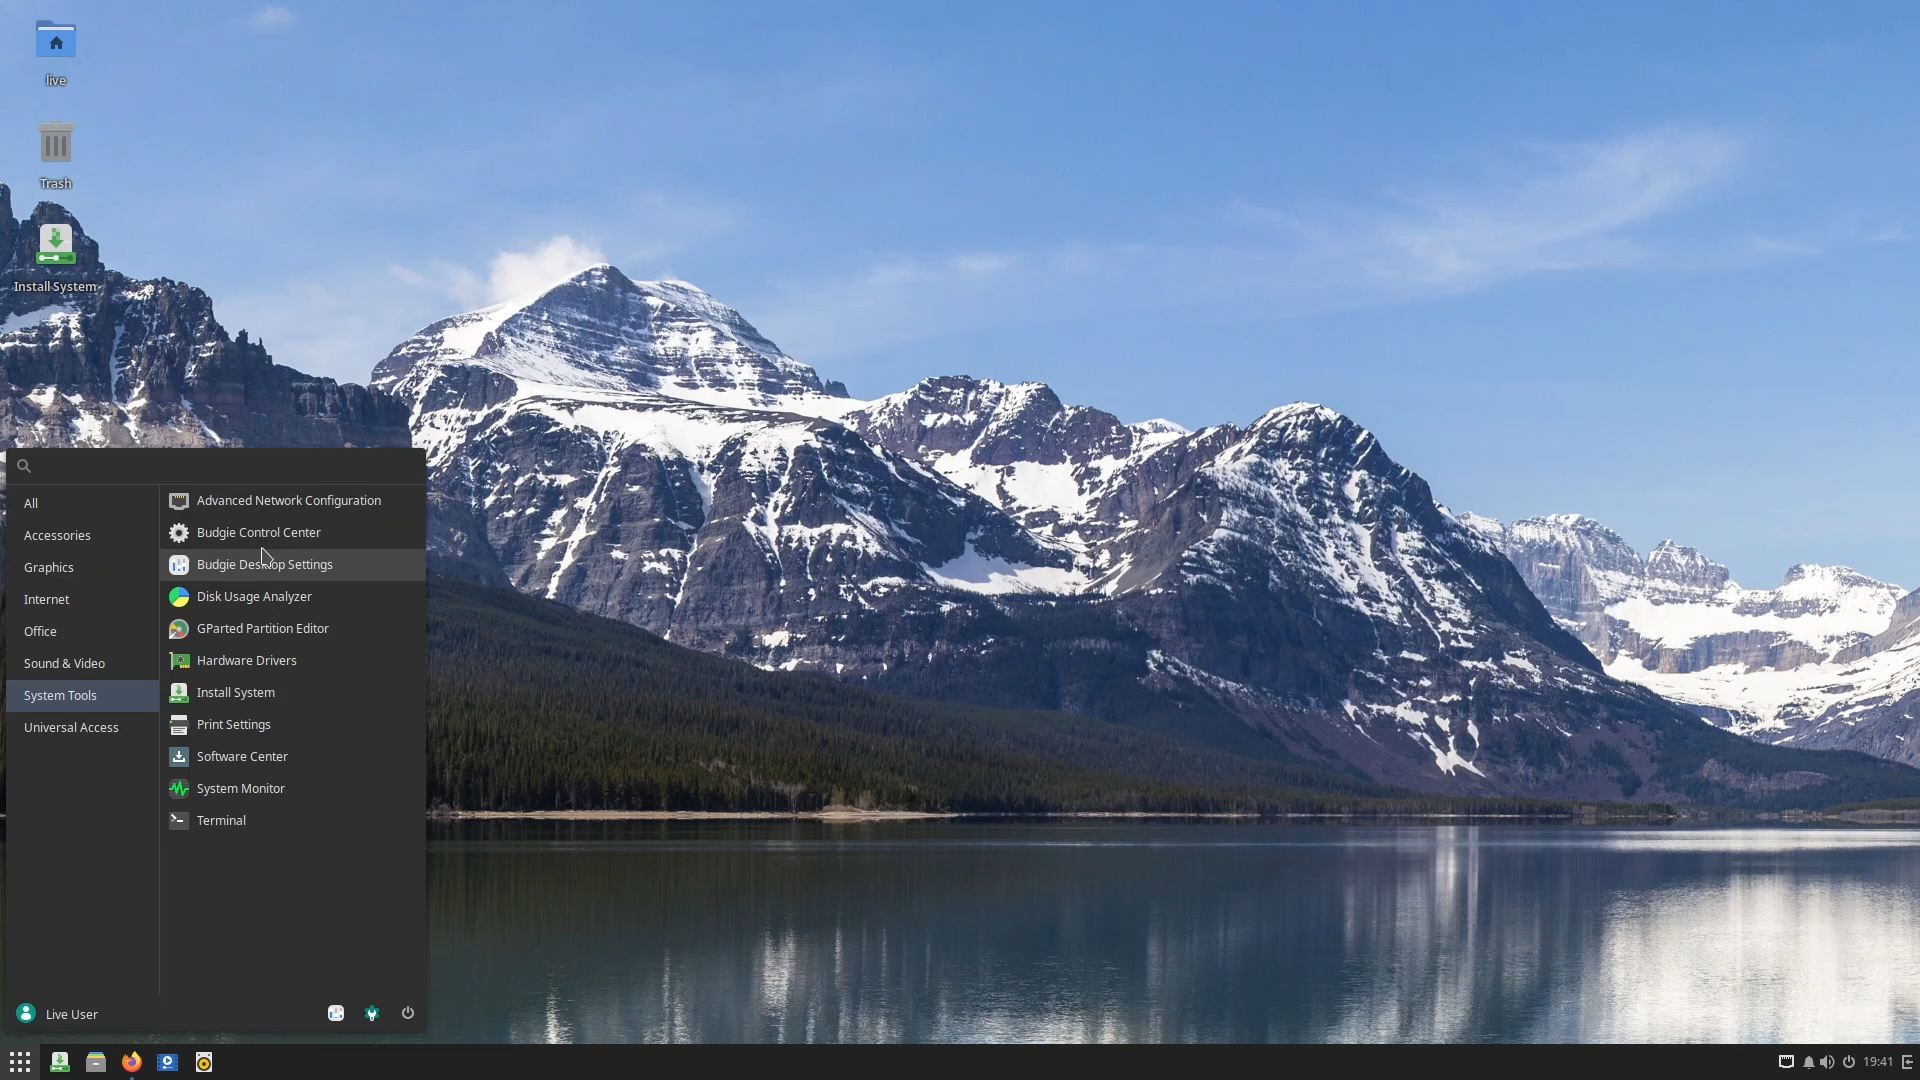 live
Trash
Install System
All
Accessories
Graphics
Internet
Office
Sound & Video
System Tools
Universal Access
Advanced Network Configuration
Budgie Control Center
Budgie Desktop Settings
Disk Usage Analyzer
GParted Partition Editor
Hardware Drivers
Install System
Print Settings
Software Center
System Monitor
Terminal
Live User
19:41